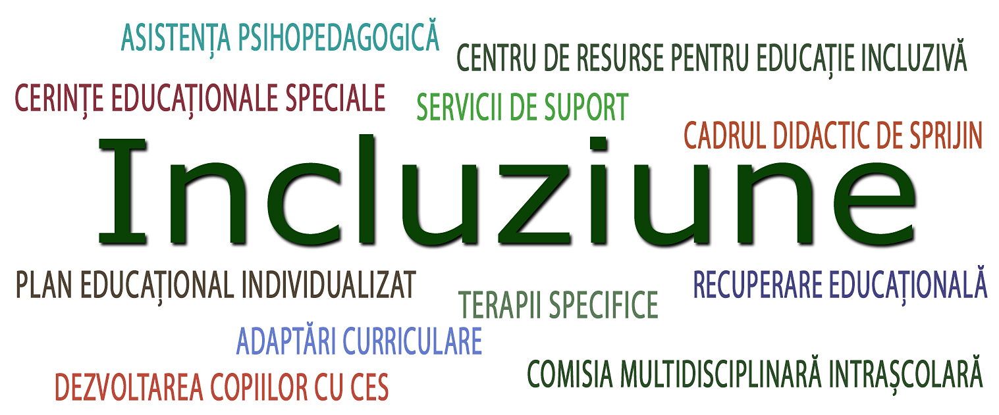 ASISTENȚA PSIHOPEDAGOGICĂ
CENTRU DE RESURSE PENTRU EDUCAȚIE INCLUZIVĂ
CERINȚE EDUCAȚIONALE SPECIALE
SERVICII DE SUPORT
CADRUL DIDACTIC DE SPRIJIN
Incluziune
PLAN EDUCAȚIONAL INDIVIDUALIZAT
RECUPERARE EDUCAȚIONALĂ
TERAPII SPECIFICE
ADAPTĂRI CURRICULARE
COMISIA MULTIDISCIPLINARĂ INTRAȘCOLARĂ
DEZVOLTAREA COPIILOR CU CES